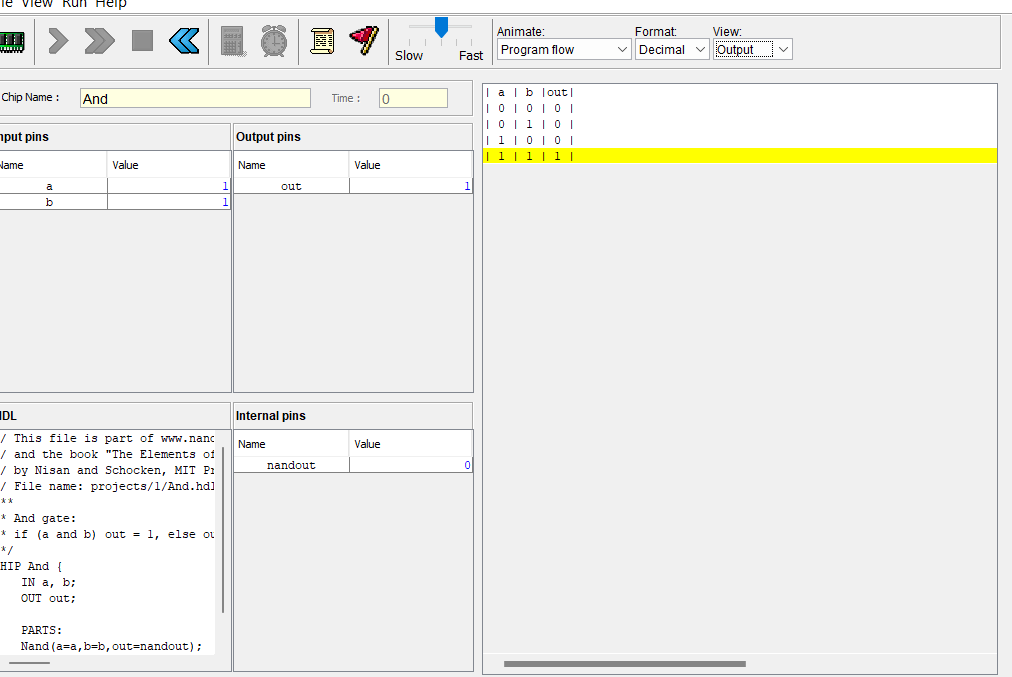 le View Run Help
Slow Fast
Animate: Format: View:
Program flow Decimal Output
Chip Name : And Time : 0
nput pins Output pins
Name Value Name Value
a 1 out 1
b 1
| a | b |out|
| 0 | 0 | 0 |
| 0 | 1 | 0 |
| 1 | 0 | 0 |
| 1 | 1 | 1 |
HDL Internal pins
/ This file is part of www.nand
/ and the book "The Elements of
/ by Nisan and Schocken, MIT Pr
/ File name: projects/1/And.hdl
**
* And gate:
* if (a and b) out = 1, else ou
*/
HIP And {
IN a, b;
OUT out;
PARTS:
Nand(a=a,b=b,out=nandout);
Name Value
nandout 0